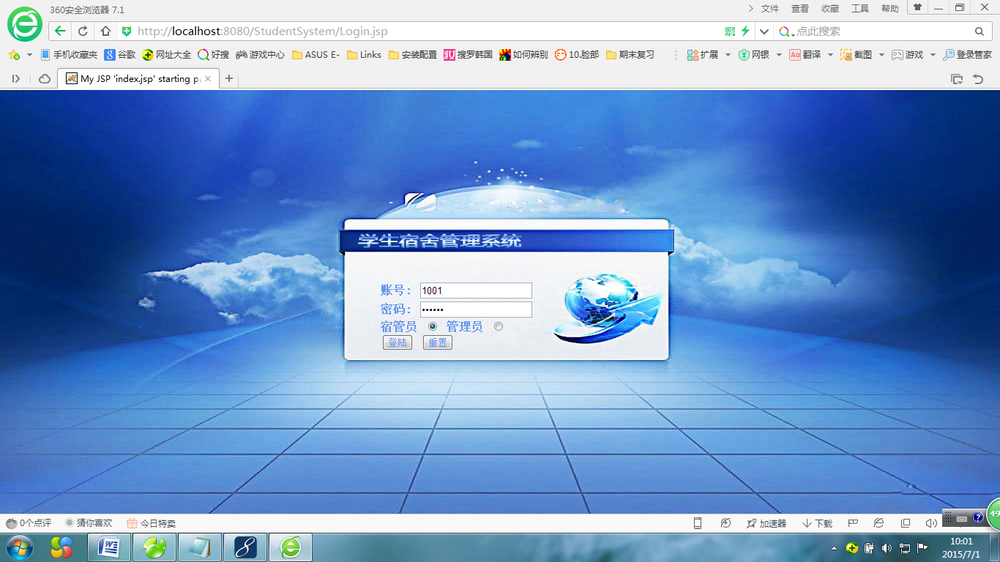 360安全浏览器 7.1
文件 查看 收藏 工具 帮助
http://localhost:8080/StudentSystem/Login.jsp
点此搜索
手机收藏夹 谷歌 网址大全 好搜 游戏中心 ASUS E- Links 安装配置 搜罗韩国 如何辨别 10.脸部 期末复习 扩展 网银 翻译 截图 游戏 登录管家
My JSP 'index.jsp' starting p
学生宿舍管理系统
账号： 1001
密码： ••••••
宿管员 管理员
登陆 重置
0个点评 猜你喜欢 今日特卖 加速器 下载
49
10:01
2015/7/1